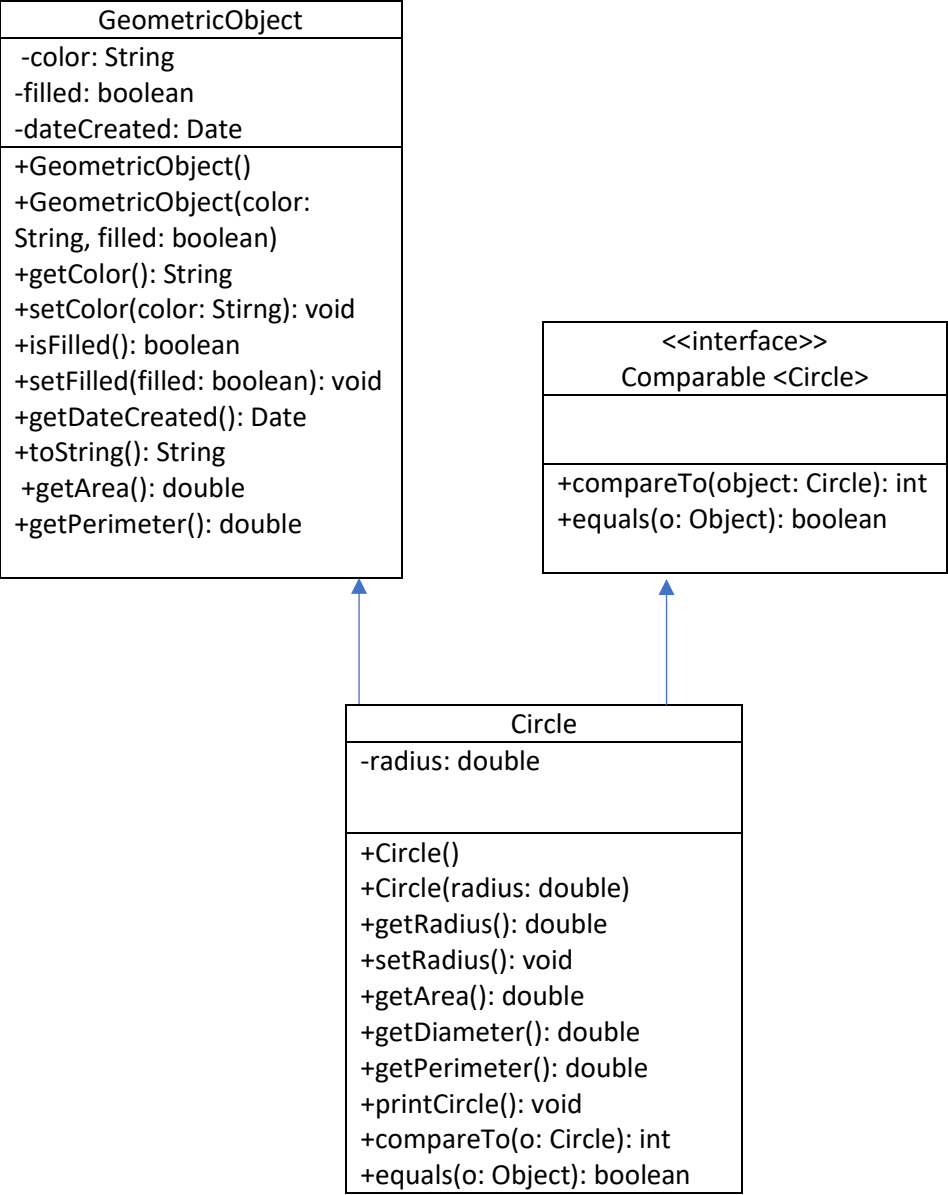 GeometricObject
-color: String
-filled: boolean
-dateCreated: Date
+GeometricObject()
+GeometricObject(color:
String, filled: boolean)
+getColor(): String
+setColor(color: Stirng): void
+isFilled(): boolean
+setFilled(filled: boolean): void
+getDateCreated(): Date
+toString(): String
+getArea(): double
+getPerimeter(): double
<<interface>>
Comparable <Circle>
+compareTo(object: Circle): int
+equals(o: Object): boolean
Circle
-radius: double
+Circle()
+Circle(radius: double)
+getRadius(): double
+setRadius(): void
+getArea(): double
+getDiameter(): double
+getPerimeter(): double
+printCircle(): void
+compareTo(o: Circle): int
+equals(o: Object): boolean